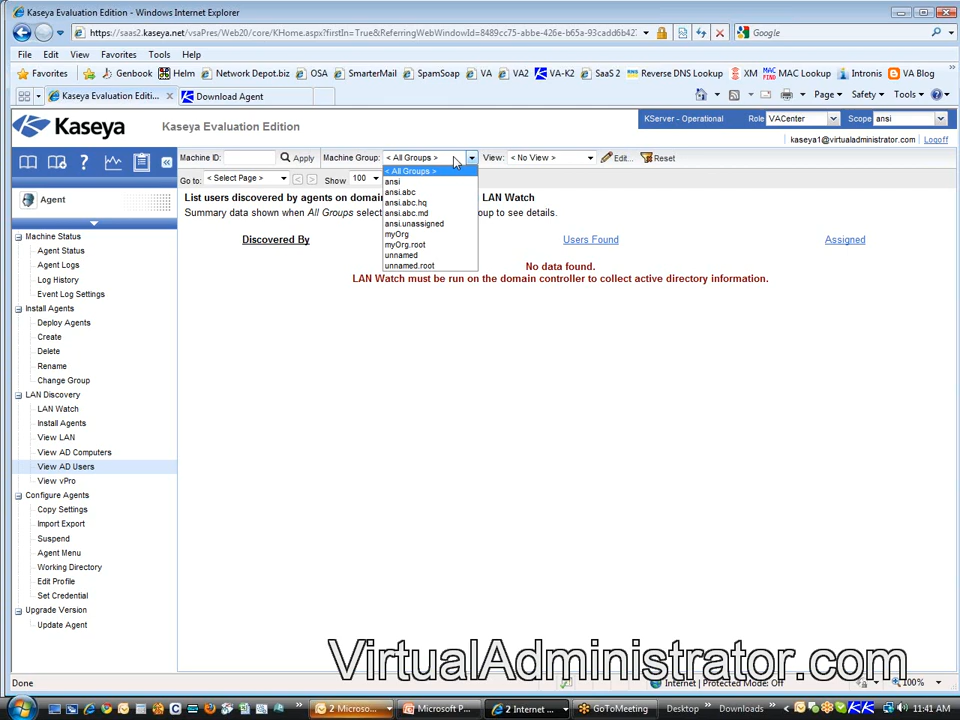 Kaseya Evaluation Edition - Windows Internet Explorer
https://saas2.kaseya.net/vsaPres/Web20/core/KHome.aspx?firstIn=True&ReferringWebWindowId=8489cc75-abbe-426e-b65a-93cadd6b42
Google
File Edit View Favorites Tools Help
Favorites Genbook Helm Network Depot.biz OSA SmarterMail SpamSoap VA VA2 VA-K2 SaaS 2 Reverse DNS Lookup XM MAC Lookup Intronis VA Blog
Kaseya Evaluation Editi... Download Agent Page Safety Tools
Kaseya Kaseya Evaluation Edition
KServer - Operational Role VACenter Scope ansi
kaseya1@virtualadministrator.com Logoff
Machine ID: Apply Machine Group: < All Groups > View: < No View > Edit... Reset
Go to: < Select Page > Show 100
< All Groups >
ansi
ansi.abc
ansi.abc.hq
ansi.abc.md
ansi.unassigned
myOrg
myOrg.root
unnamed
unnamed.root
List users discovered by agents on domai LAN Watch
Summary data shown when All Groups selec oup to see details.
Discovered By Users Found Assigned
No data found.
LAN Watch must be run on the domain controller to collect active directory information.
Agent
Machine Status
Agent Status
Agent Logs
Log History
Event Log Settings
Install Agents
Deploy Agents
Create
Delete
Rename
Change Group
LAN Discovery
LAN Watch
Install Agents
View LAN
View AD Computers
View AD Users
View vPro
Configure Agents
Copy Settings
Import Export
Suspend
Agent Menu
Working Directory
Edit Profile
Set Credential
Upgrade Version
Update Agent
VirtualAdministrator.com
Done Internet | Protected Mode: Off 100%
2 Microso... Microsoft P... 2 Internet ... GoToMeeting Desktop Downloads 11:41 AM